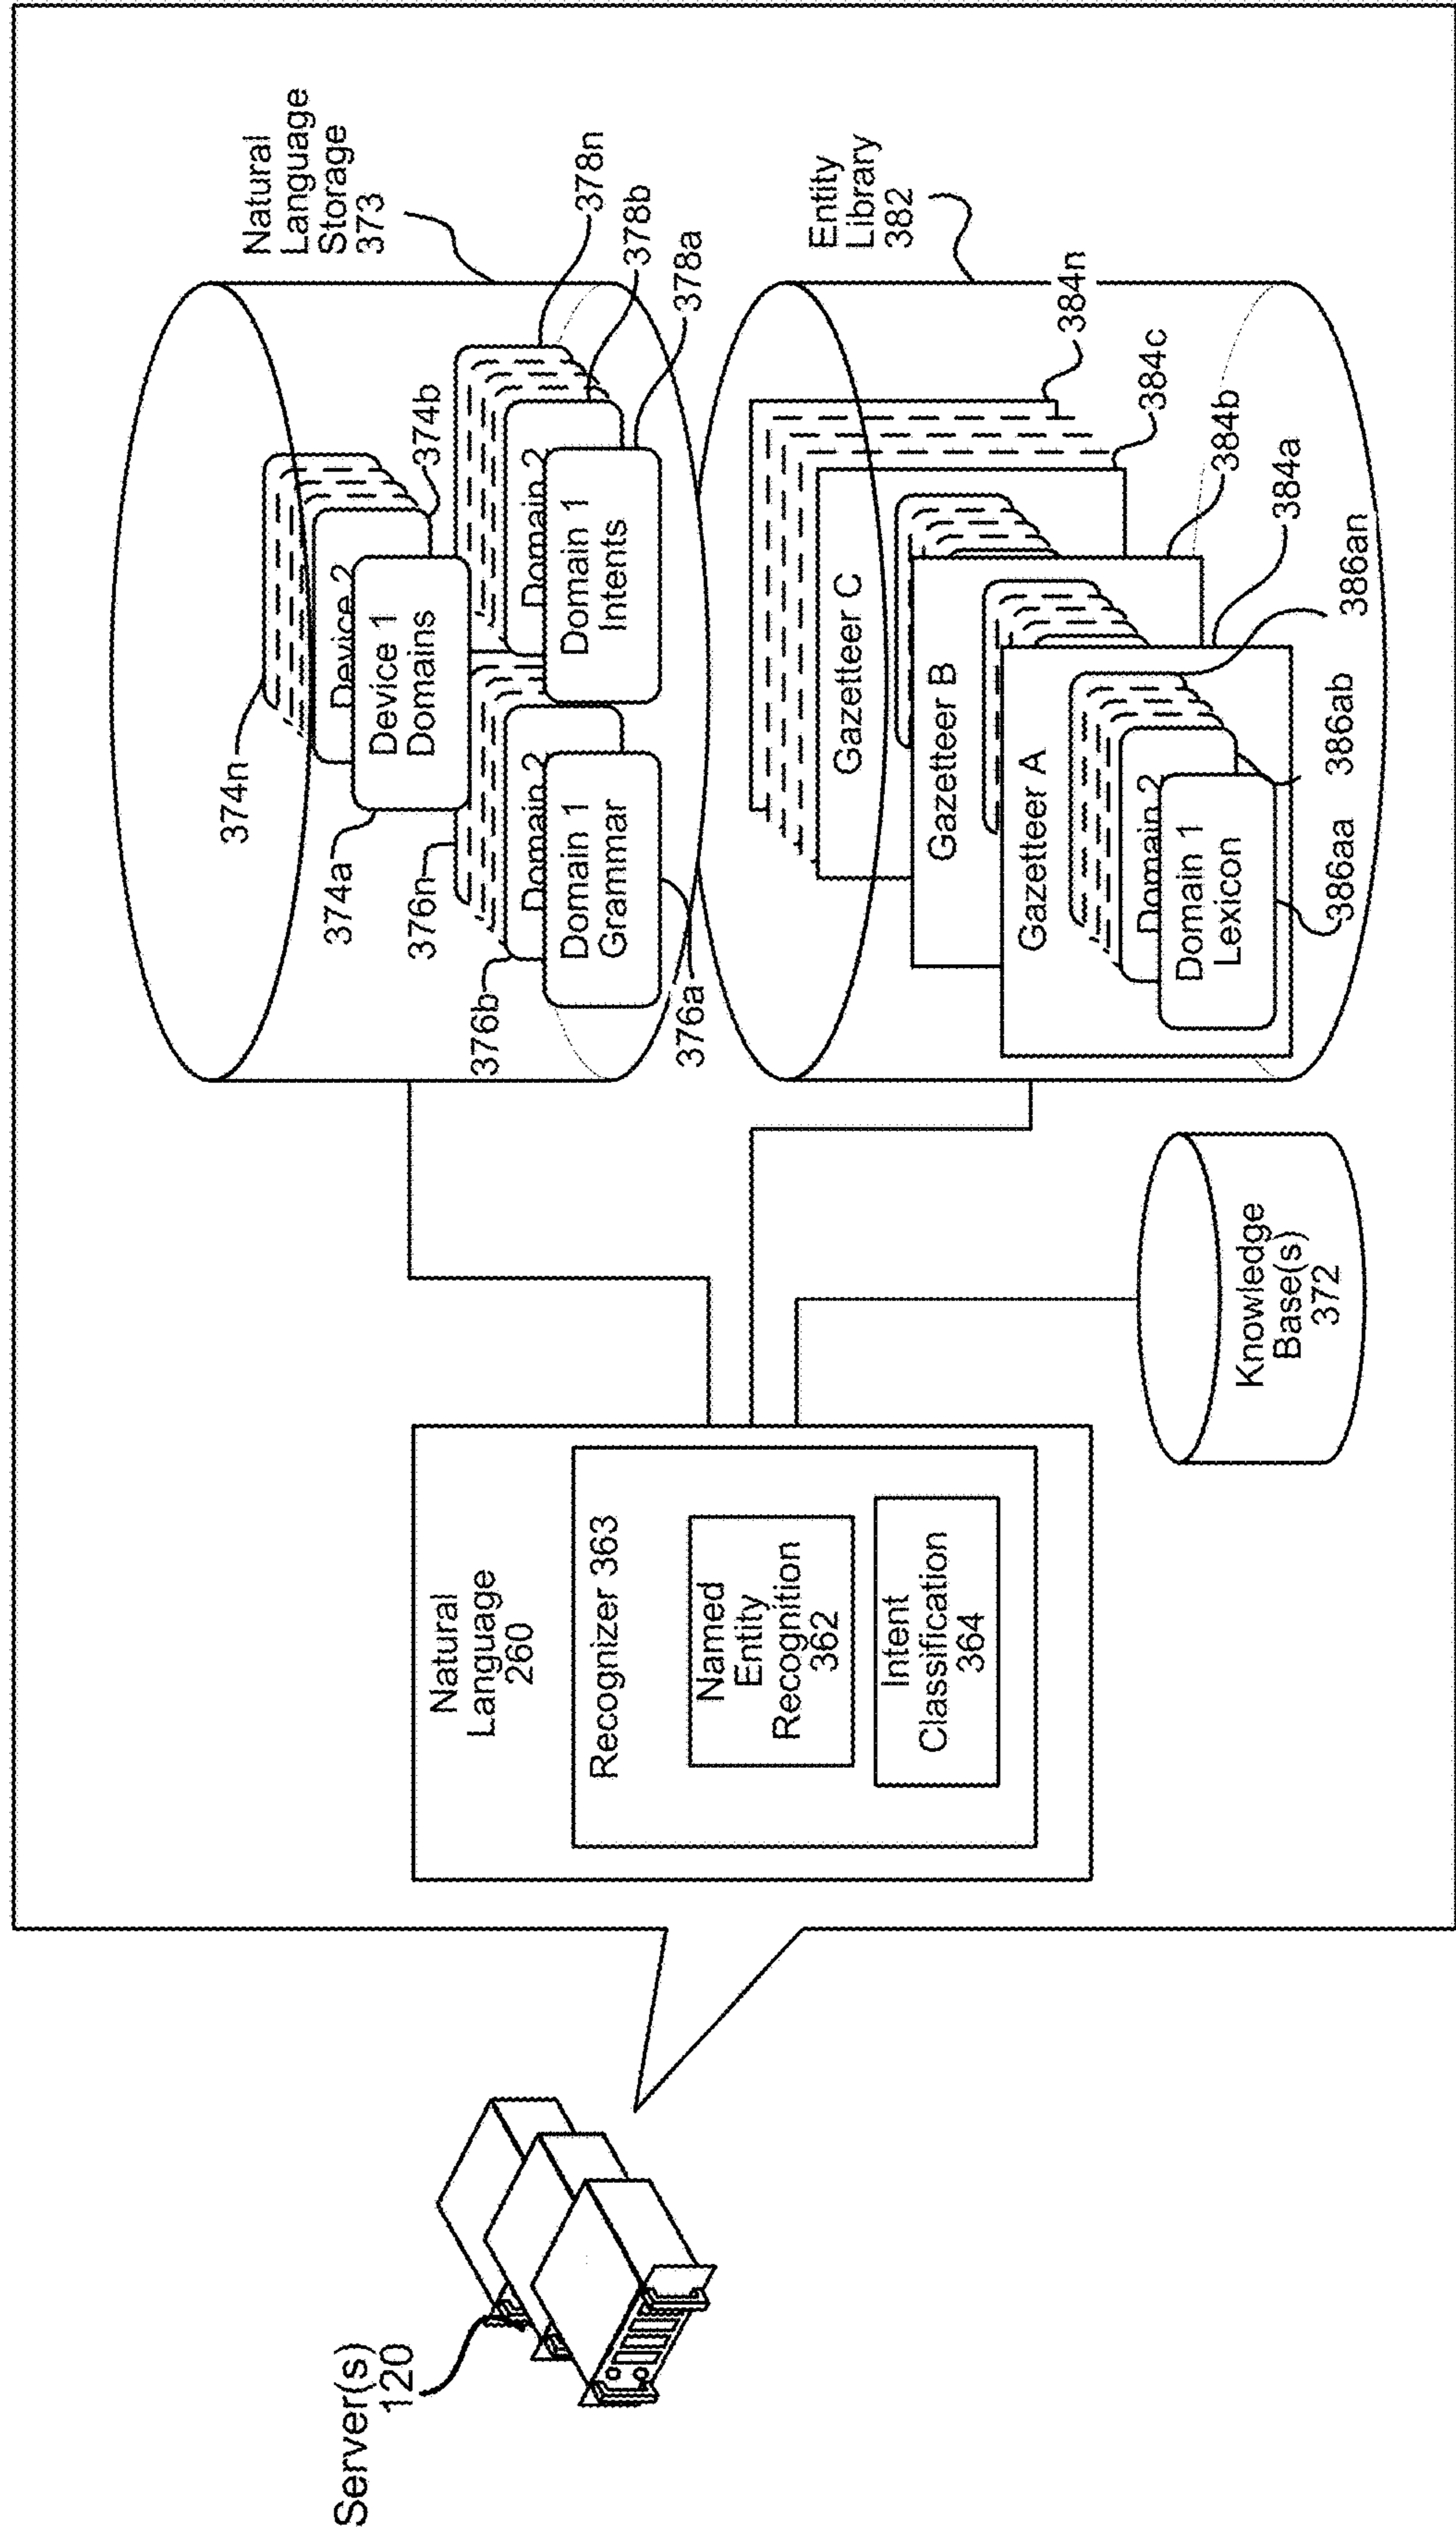 Server(s)
120
Natural
Language
260
Recognizer 363
Named
Entity
Recognition
362
Intent
Classification
364
Knowledge
Base(s)
372
Natural
Language
Storage
373
374n
374a
374b
Device 2
Device 1
Domains
376n
376b
376a
Domain 2
Domain 1
Grammar
378n
378b
378a
Domain 2
Domain 1
Intents
Entity
Library
382
384n
384c
384b
384a
Gazetteer C
Gazetteer B
Gazetteer A
Domain 2
Domain 1
Lexicon
386an
386ab
386aa